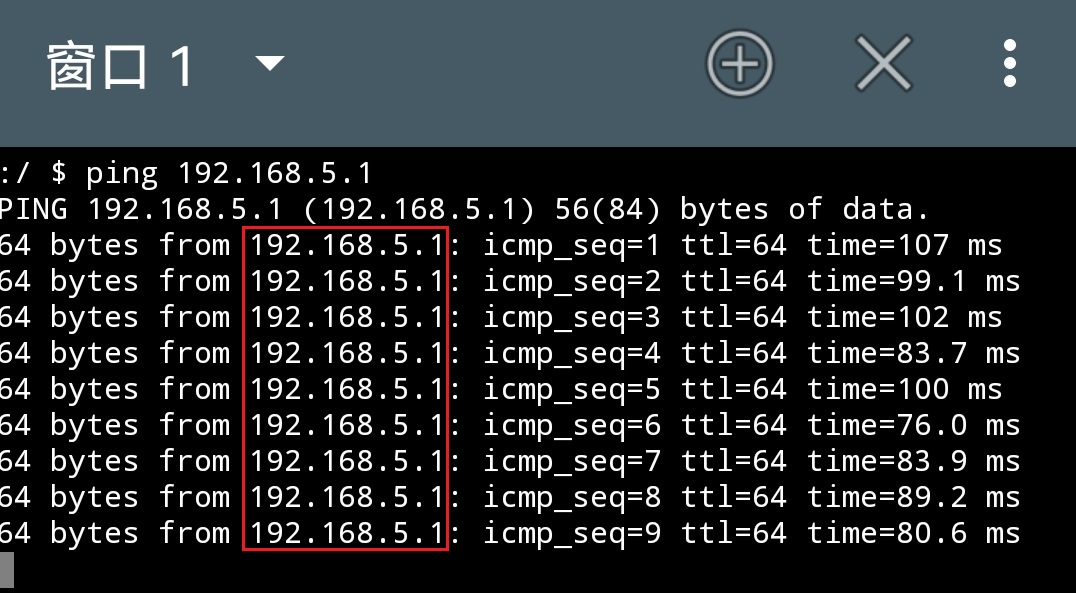 窗口 1
:/ $ ping 192.168.5.1
PING 192.168.5.1 (192.168.5.1) 56(84) bytes of data.
64 bytes from 192.168.5.1: icmp_seq=1 ttl=64 time=107 ms
64 bytes from 192.168.5.1: icmp_seq=2 ttl=64 time=99.1 ms
64 bytes from 192.168.5.1: icmp_seq=3 ttl=64 time=102 ms
64 bytes from 192.168.5.1: icmp_seq=4 ttl=64 time=83.7 ms
64 bytes from 192.168.5.1: icmp_seq=5 ttl=64 time=100 ms
64 bytes from 192.168.5.1: icmp_seq=6 ttl=64 time=76.0 ms
64 bytes from 192.168.5.1: icmp_seq=7 ttl=64 time=83.9 ms
64 bytes from 192.168.5.1: icmp_seq=8 ttl=64 time=89.2 ms
64 bytes from 192.168.5.1: icmp_seq=9 ttl=64 time=80.6 ms